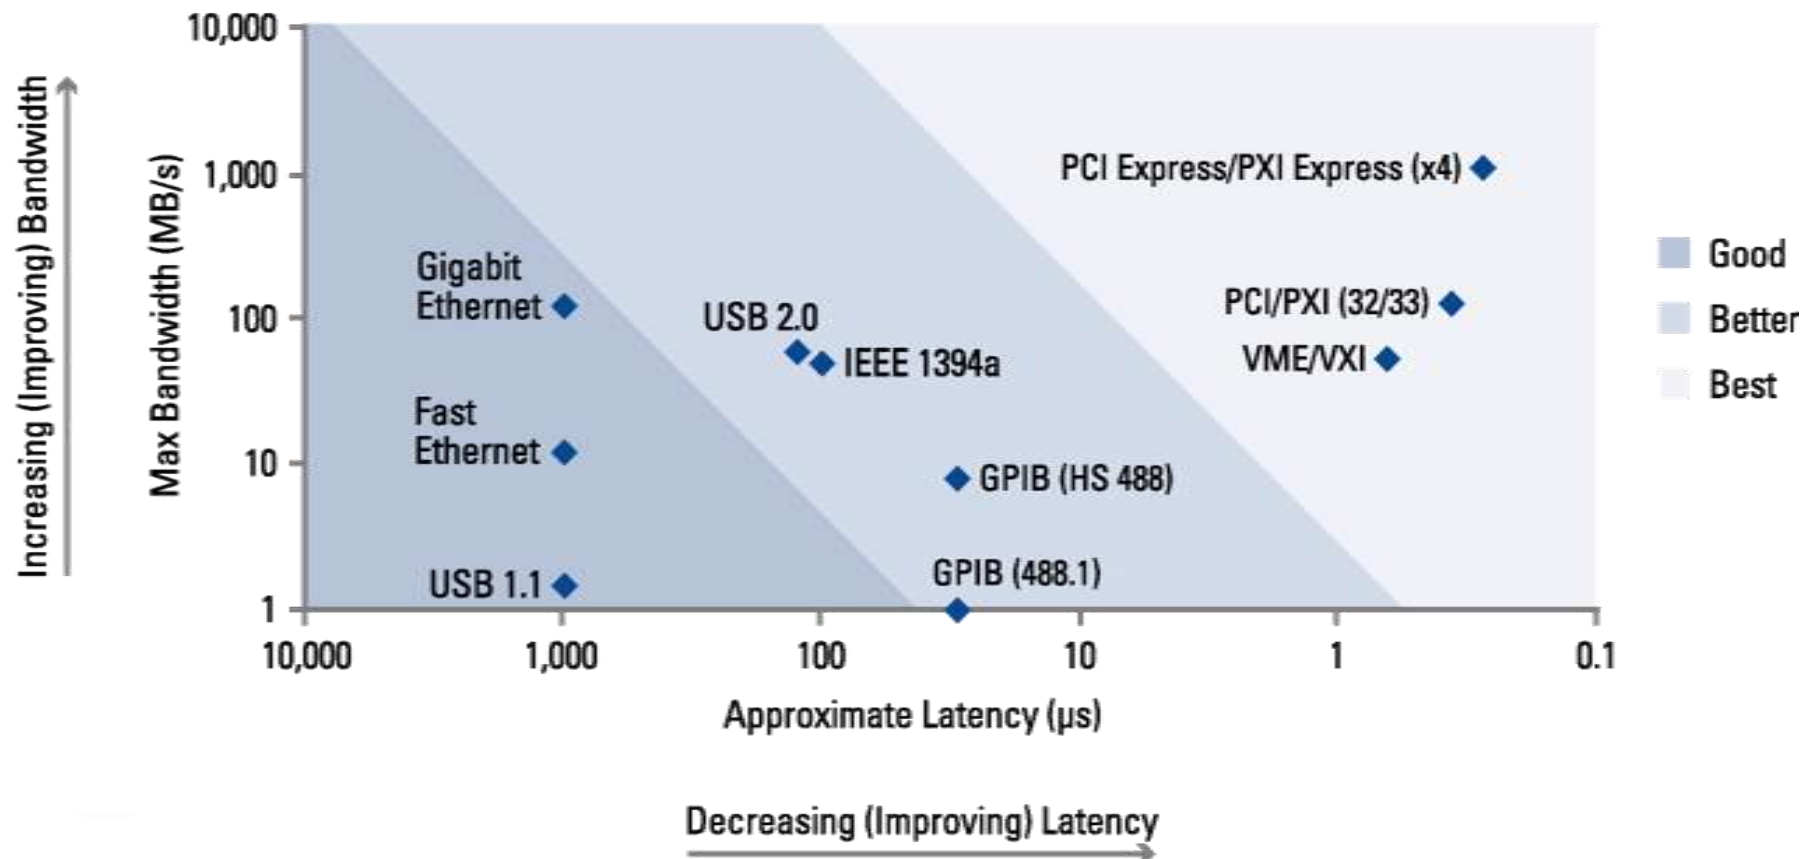 Increasing (Improving) Bandwidth
Max Bandwidth (MB/s)
10,000
1,000
100
10
1
PCI Express/PXI Express (x4)
Gigabit
Ethernet
PCI/PXI (32/33)
USB 2.0
IEEE 1394a
VME/VXI
Fast
Ethernet
GPIB (HS 488)
USB 1.1
GPIB (488.1)
10,000
1,000
100
10
1
0.1
Approximate Latency (µs)
Decreasing (Improving) Latency
Good
Better
Best